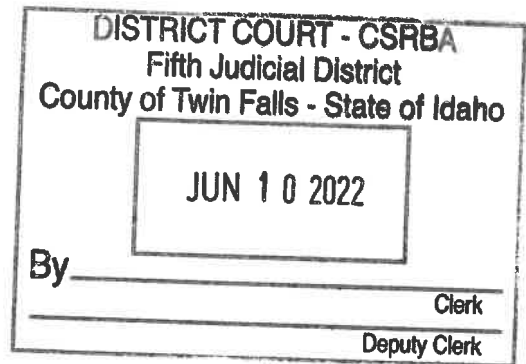 DISTRICT COURT - CSRBA
Fifth Judicial District
County of Twin Falls - State of Idaho
JUN 10 2022
By
Clerk
Deputy Clerk